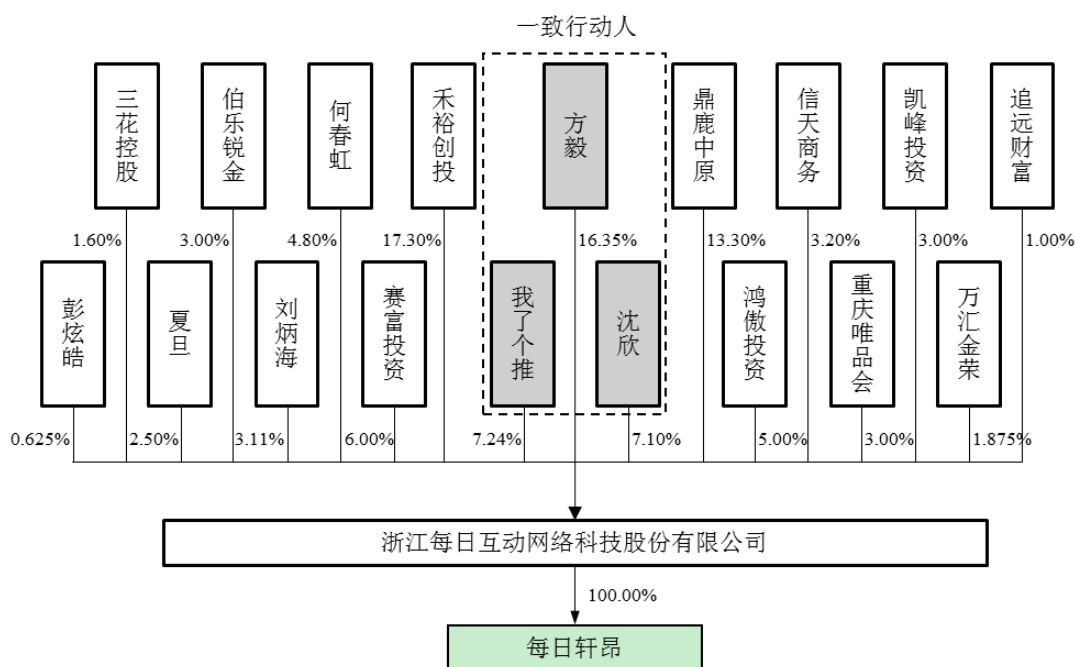 一致行动人
三花控股
伯乐锐金
何春虹
禾裕创投
方毅
鼎鹿中原
信天商务
凯峰投资
追远财富
1.60%
3.00%
4.80%
17.30%
16.35%
13.30%
3.20%
3.00%
1.00%
彭炫皓
夏旦
刘炳海
赛富投资
我了个推
沈欣
鸿傲投资
重庆唯品会
万汇金荣
0.625%
2.50%
3.11%
6.00%
7.24%
7.10%
5.00%
3.00%
1.875%
浙江每日互动网络科技股份有限公司
100.00%
每日轩昂